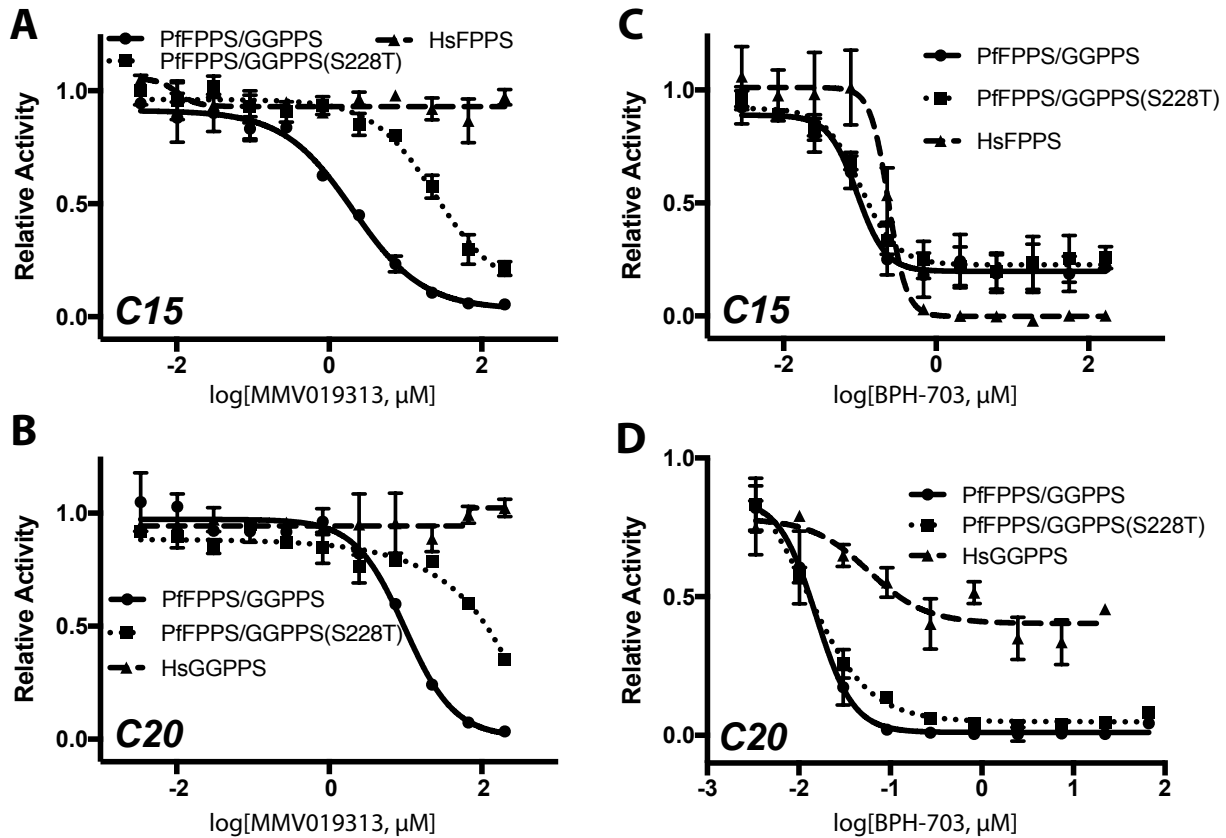 A
PfFPPS/GGPPS
HsFPPS
PfFPPS/GGPPS(S228T)
1.0
0.5
0.0
Relative Activity
C15
-2
0
2
log[MMV019313, µM]
B
1.0
0.5
0.0
Relative Activity
PfFPPS/GGPPS
PfFPPS/GGPPS(S228T)
HsGGPPS
C20
-2
0
2
log[MMV019313, µM]
C
PfFPPS/GGPPS
PfFPPS/GGPPS(S228T)
HsFPPS
1.0
0.5
0.0
Relative Activity
C15
-2
0
2
log[BPH-703, µM]
D
1.0
0.5
0.0
Relative Activity
PfFPPS/GGPPS
PfFPPS/GGPPS(S228T)
HsGGPPS
C20
-3
-2
-1
0
1
2
log[BPH-703, µM]